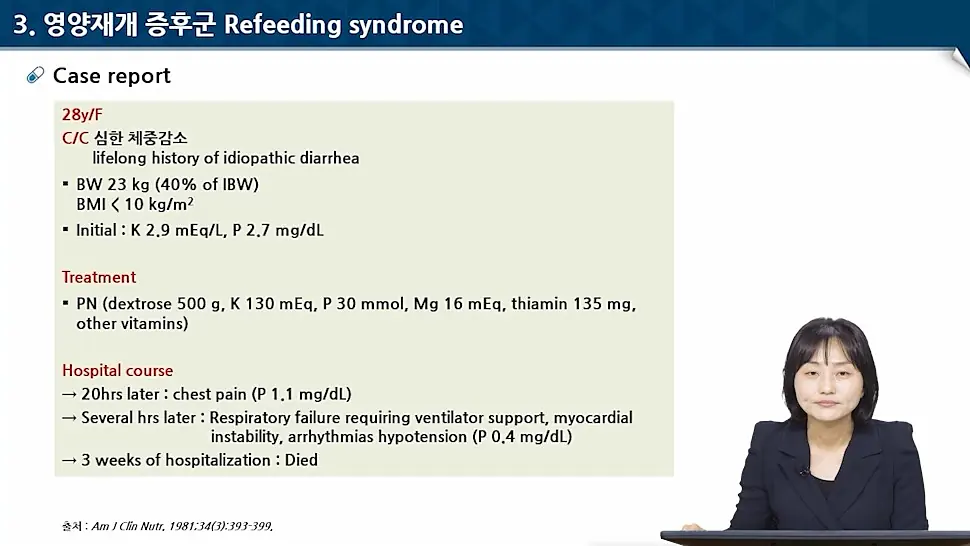 3. 영양재개 증후군 Refeeding syndrome
Case report
28y/F
C/C 심한 체중감소
lifelong history of idiopathic diarrhea
▪ BW 23 kg (40% of IBW)
BMI < 10 kg/m²
▪ Initial : K 2.9 mEq/L, P 2.7 mg/dL
Treatment
▪ PN (dextrose 500 g, K 130 mEq, P 30 mmol, Mg 16 mEq, thiamin 135 mg,
other vitamins)
Hospital course
→ 20hrs later : chest pain (P 1.1 mg/dL)
→ Several hrs later : Respiratory failure requiring ventilator support, myocardial
instability, arrhythmias hypotension (P 0.4 mg/dL)
→ 3 weeks of hospitalization : Died
출처 : Am J Clin Nutr. 1981;34(3):393-399.